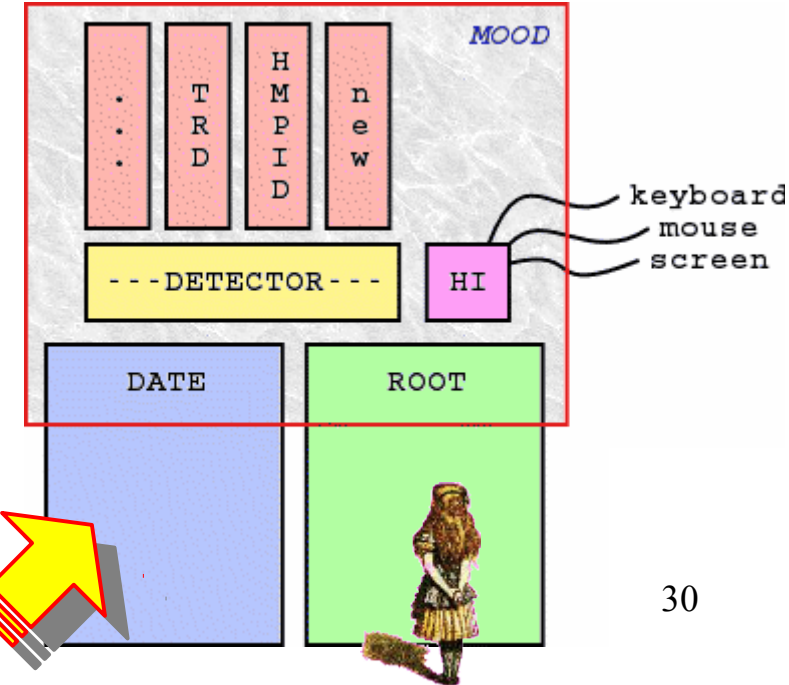 MOOD
...
TRD
HMPID
new
keyboard
mouse
screen
---DETECTOR---
HI
DATE
ROOT
30